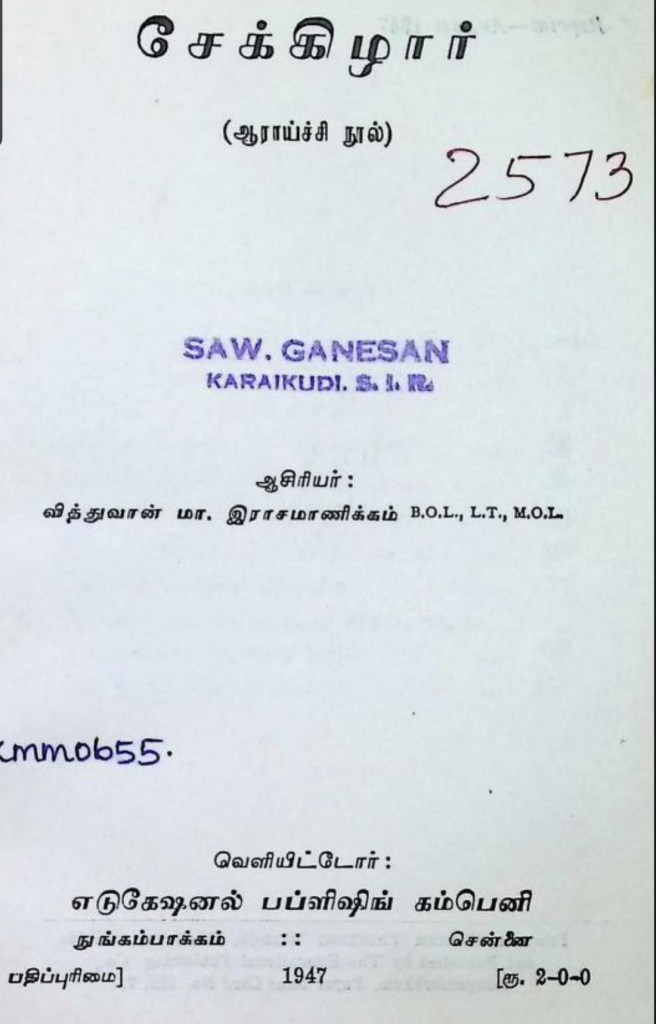 சேக்கிழார்
(ஆராய்ச்சி நூல்)
2573
SAW. GANESAN
KARAIKUDI. S. I. R.
ஆசிரியர் :
வித்துவான் மா. இராசமாணிக்கம் B.O.L., L.T., M.O.L.
cmmob55.
வெளியிட்டோர் :
எடுகேஷனல் பப்ளிஷிங் கம்பெனி
நுங்கம்பாக்கம் :: சென்னை
பதிப்புரிமை] 1947 [ரூ. 2-0-0